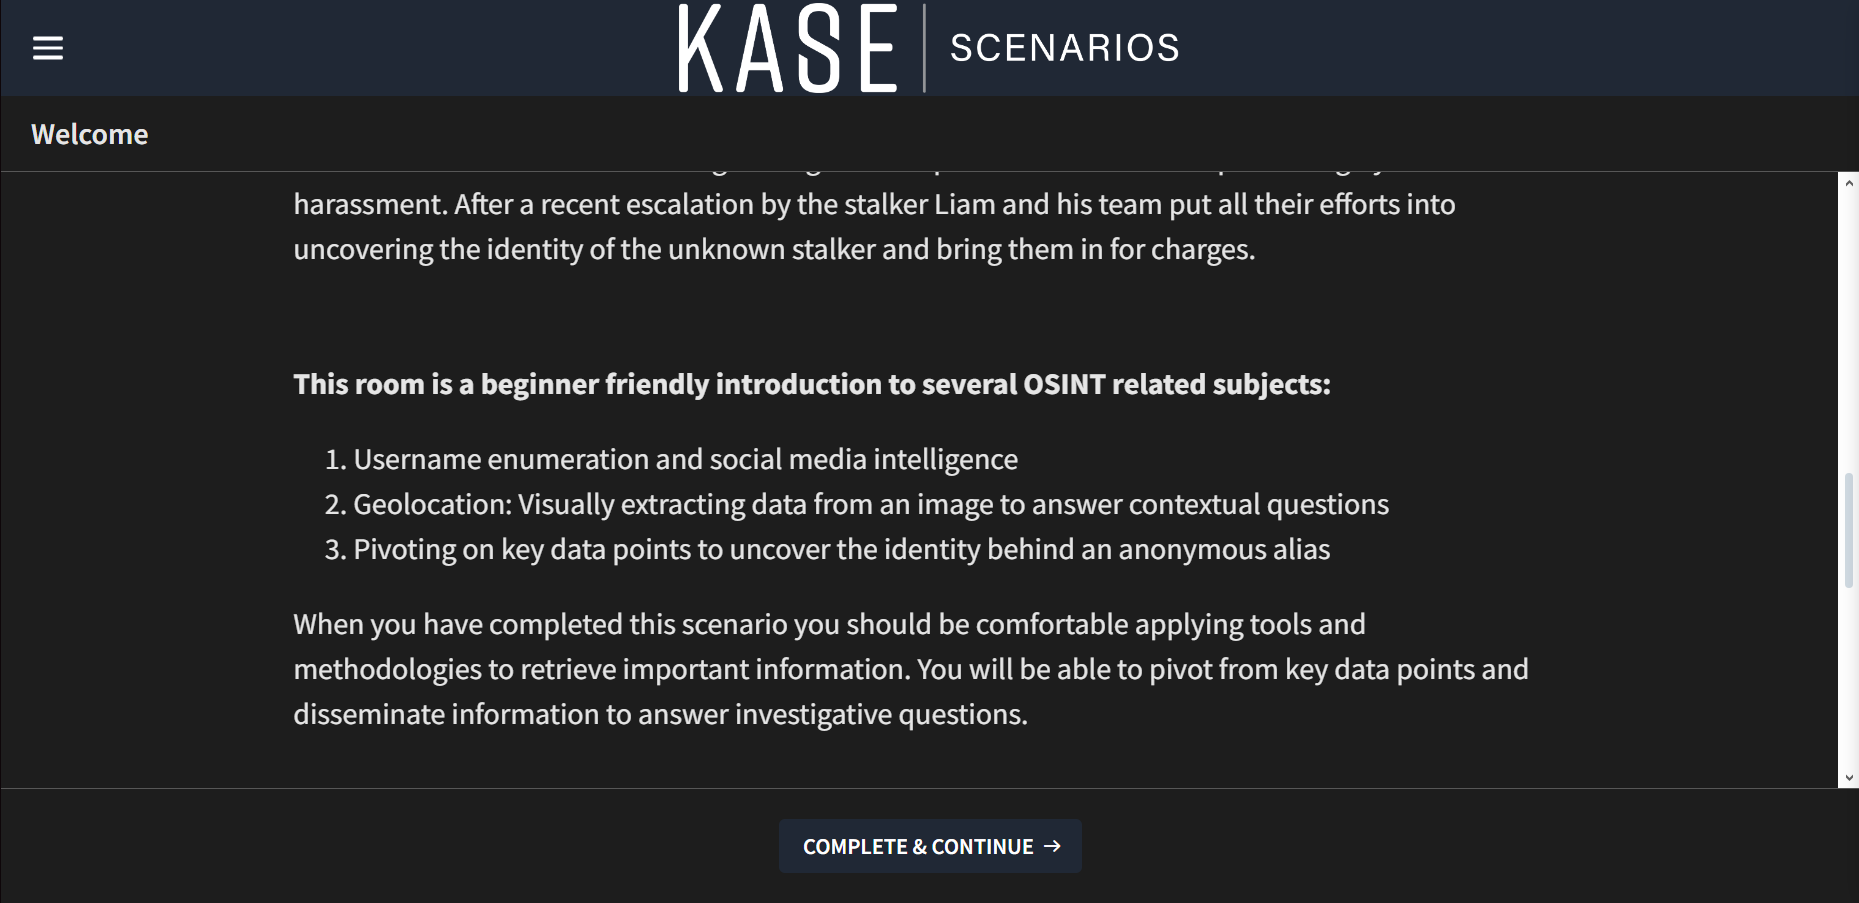 KASE | SCENARIOS
Welcome
harassment. After a recent escalation by the stalker Liam and his team put all their efforts into
uncovering the identity of the unknown stalker and bring them in for charges.
This room is a beginner friendly introduction to several OSINT related subjects:
1. Username enumeration and social media intelligence
2. Geolocation: Visually extracting data from an image to answer contextual questions
3. Pivoting on key data points to uncover the identity behind an anonymous alias
When you have completed this scenario you should be comfortable applying tools and
methodologies to retrieve important information. You will be able to pivot from key data points and
disseminate information to answer investigative questions.
COMPLETE & CONTINUE →